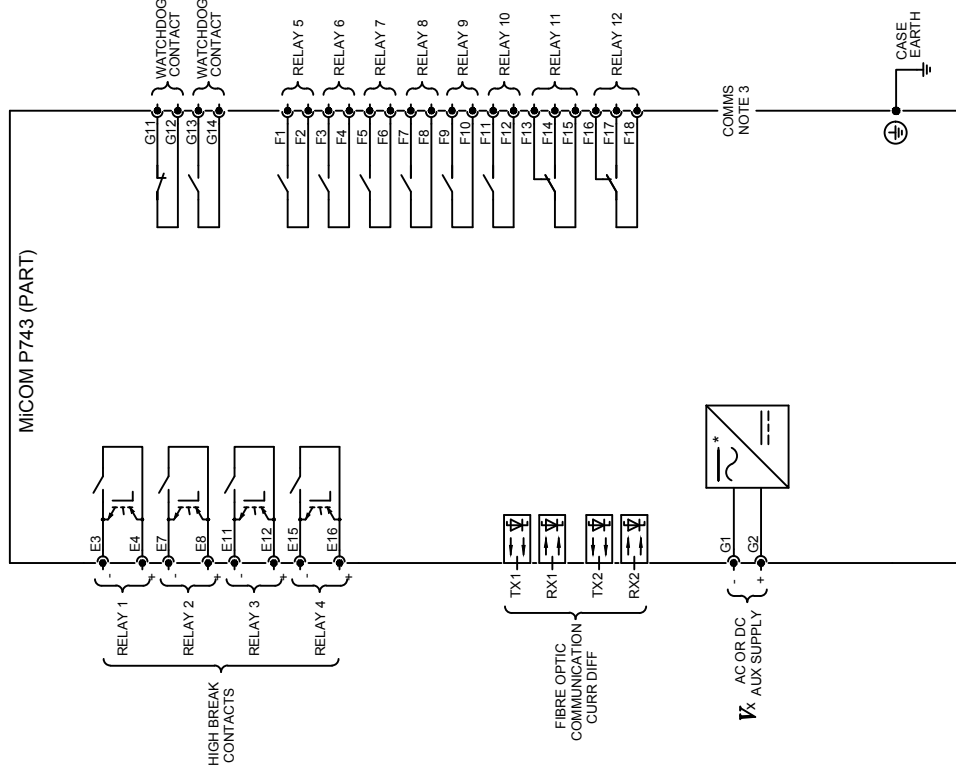 MiCOM P743 (PART)
HIGH BREAK
CONTACTS
RELAY 1
-
E3
+
E4
RELAY 2
-
E7
+
E8
RELAY 3
-
E11
+
E12
RELAY 4
-
E15
+
E16
FIBRE OPTIC
COMMUNICATION
CURR DIFF
TX1
RX1
TX2
RX2
Vx
AC OR DC
AUX SUPPLY
-
G1
+
G2
*
G11
G12
WATCHDOG
CONTACT
G13
G14
WATCHDOG
CONTACT
F1
F2
RELAY 5
F3
F4
RELAY 6
F5
F6
RELAY 7
F7
F8
RELAY 8
F9
F10
RELAY 9
F11
F12
RELAY 10
F13
F14
F15
RELAY 11
F16
F17
F18
RELAY 12
COMMS
NOTE 3
CASE
EARTH